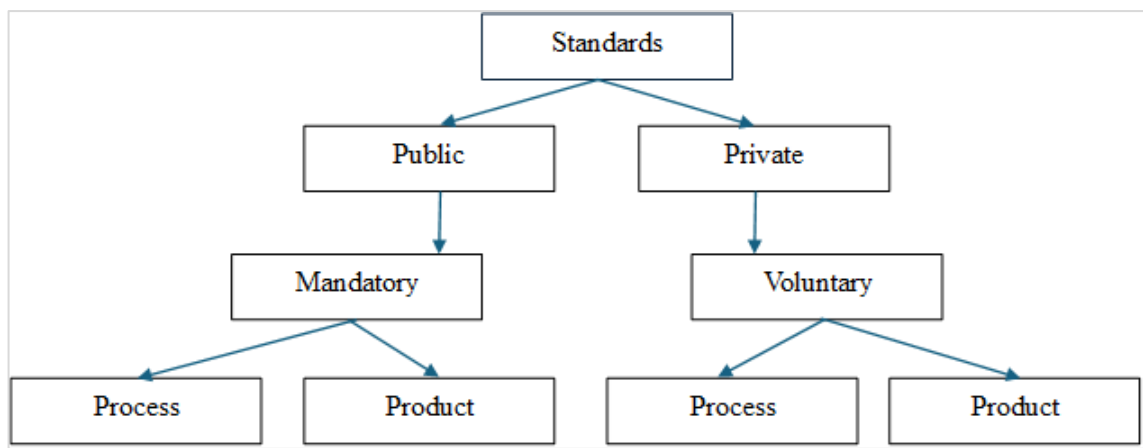 Standards
Public
Private
Mandatory
Voluntary
Process
Product
Process
Product